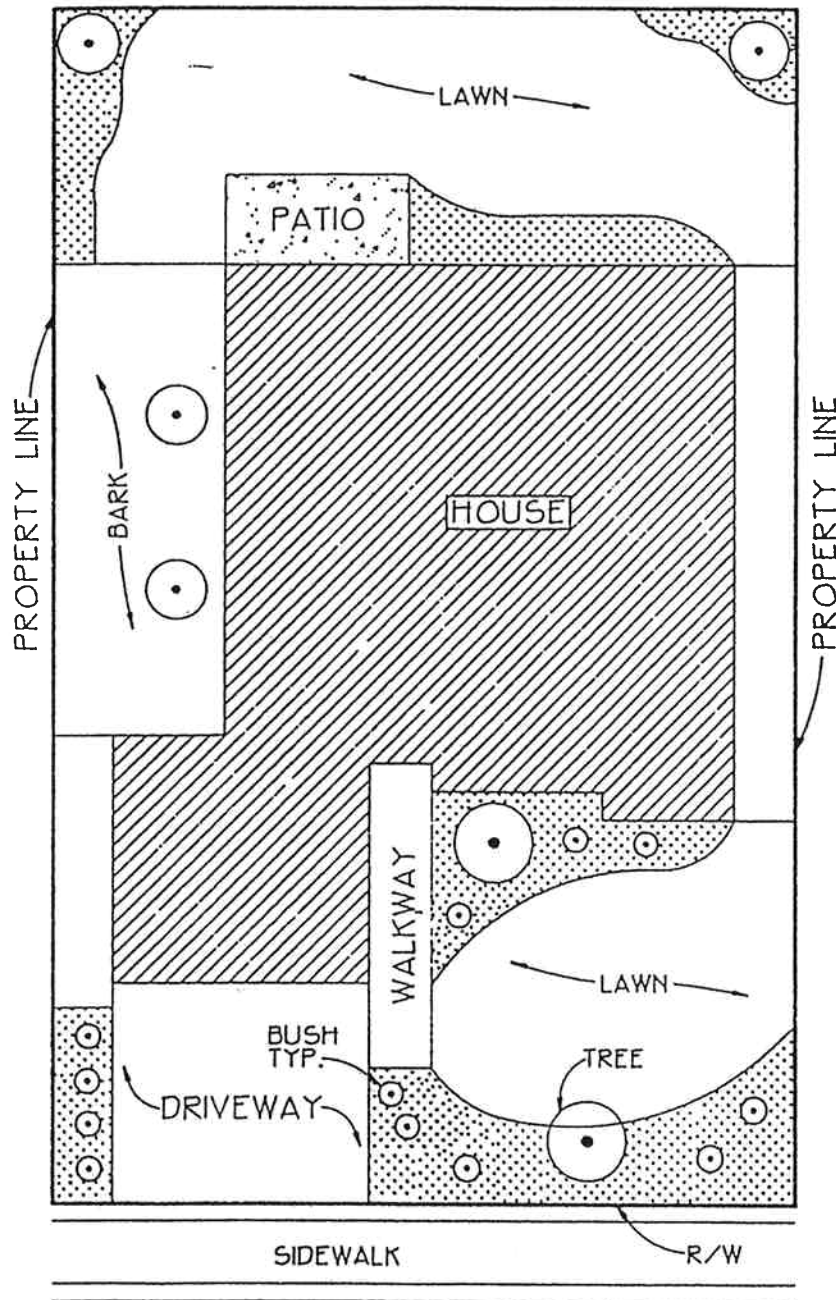 LAWN
PATIO
PROPERTY LINE
BARK
HOUSE
PROPERTY LINE
WALKWAY
LAWN
BUSH
TYP.
TREE
DRIVEWAY
SIDEWALK
R/W